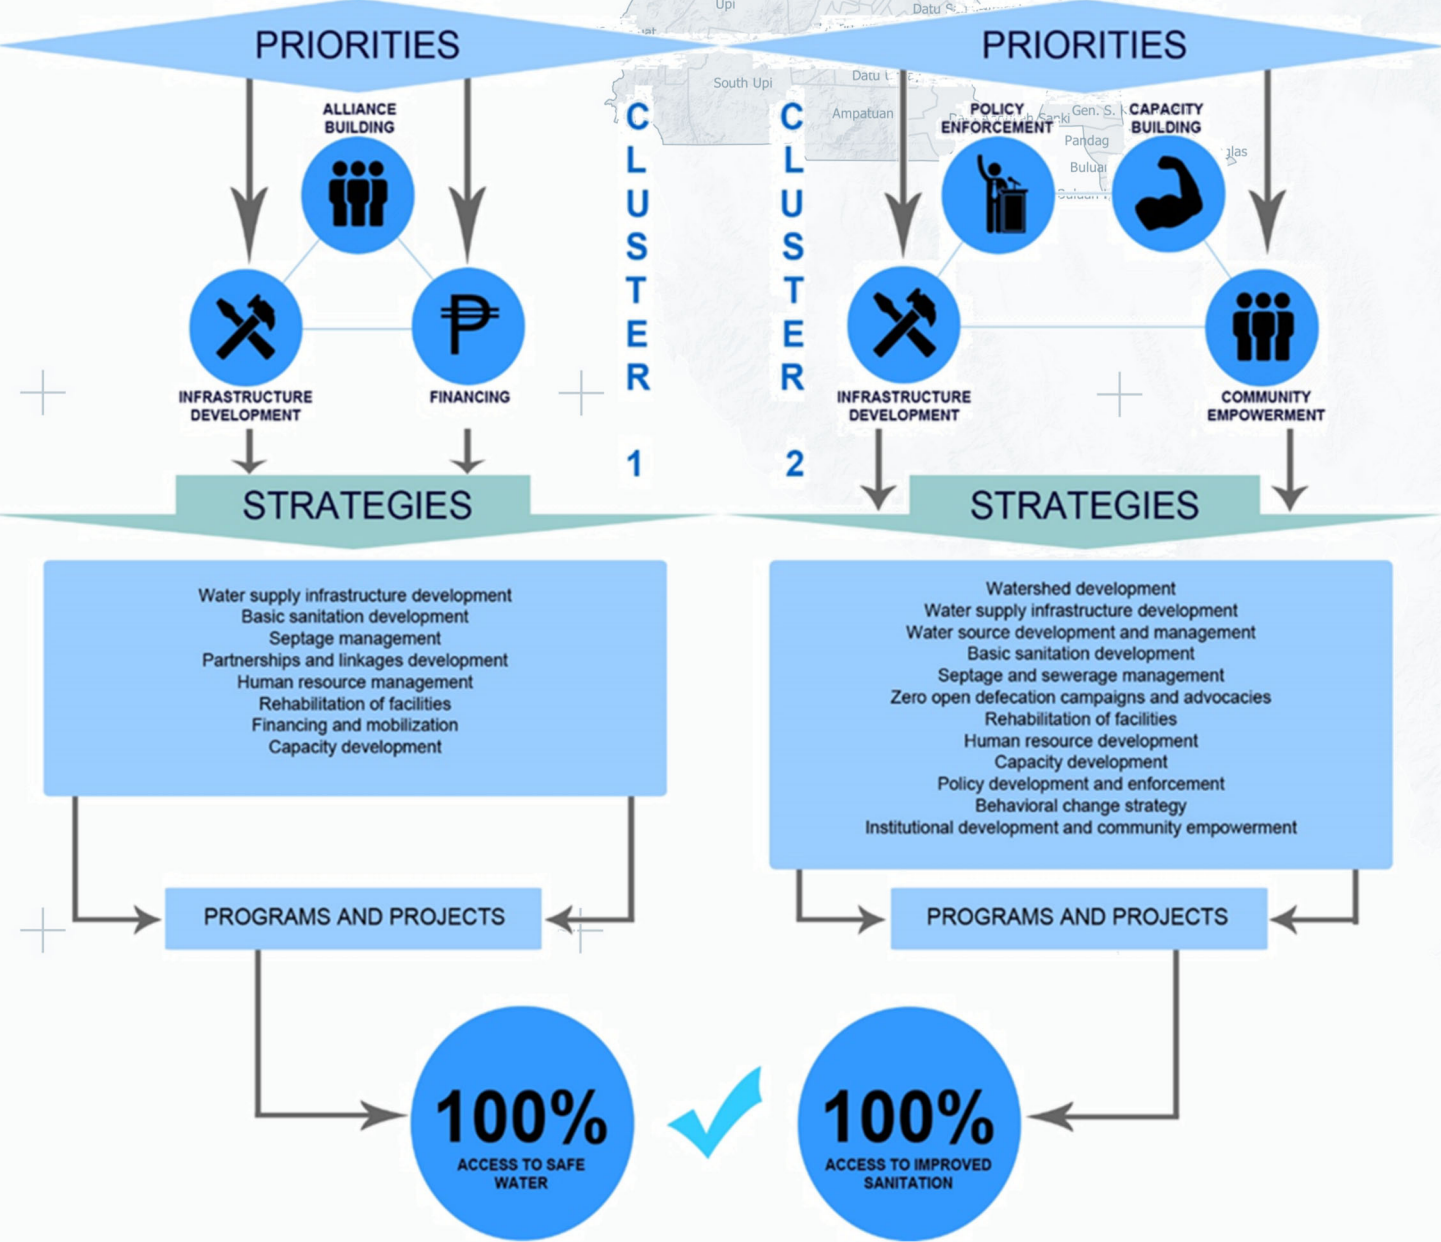 PRIORITIES
ALLIANCE
BUILDING
INFRASTRUCTURE
DEVELOPMENT
FINANCING
CLUSTER 1
STRATEGIES
Water supply infrastructure development
Basic sanitation development
Septage management
Partnerships and linkages development
Human resource management
Rehabilitation of facilities
Financing and mobilization
Capacity development
PROGRAMS AND PROJECTS
100%
ACCESS TO SAFE
WATER
Upi
South Upi
Datu
Ampatuan
Gen. S.
Pandag
PRIORITIES
POLICY
ENFORCEMENT
CAPACITY
BUILDING
INFRASTRUCTURE
DEVELOPMENT
COMMUNITY
EMPOWERMENT
CLUSTER 2
STRATEGIES
Watershed development
Water supply infrastructure development
Water source development and management
Basic sanitation development
Septage and sewerage management
Zero open defecation campaigns and advocacies
Rehabilitation of facilities
Human resource development
Capacity development
Policy development and enforcement
Behavioral change strategy
Institutional development and community empowerment
PROGRAMS AND PROJECTS
100%
ACCESS TO IMPROVED
SANITATION